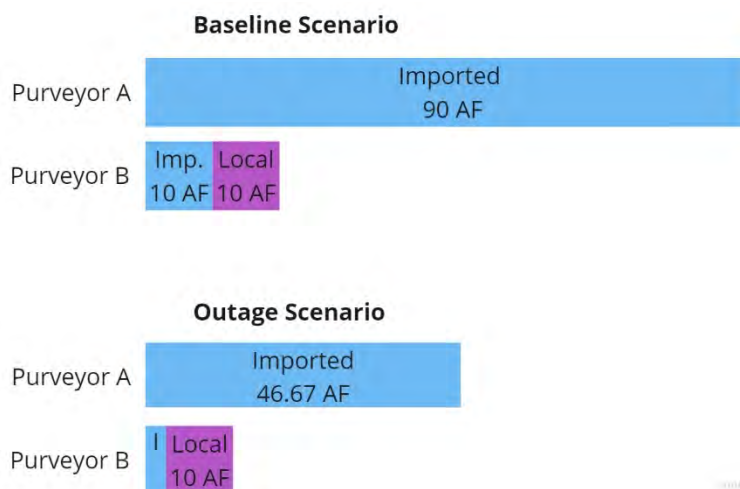 Baseline Scenario
Purveyor A
Imported
90 AF
Purveyor B
Imp.
10 AF
Local
10 AF
Outage Scenario
Purveyor A
Imported
46.67 AF
Purveyor B
I
Local
10 AF